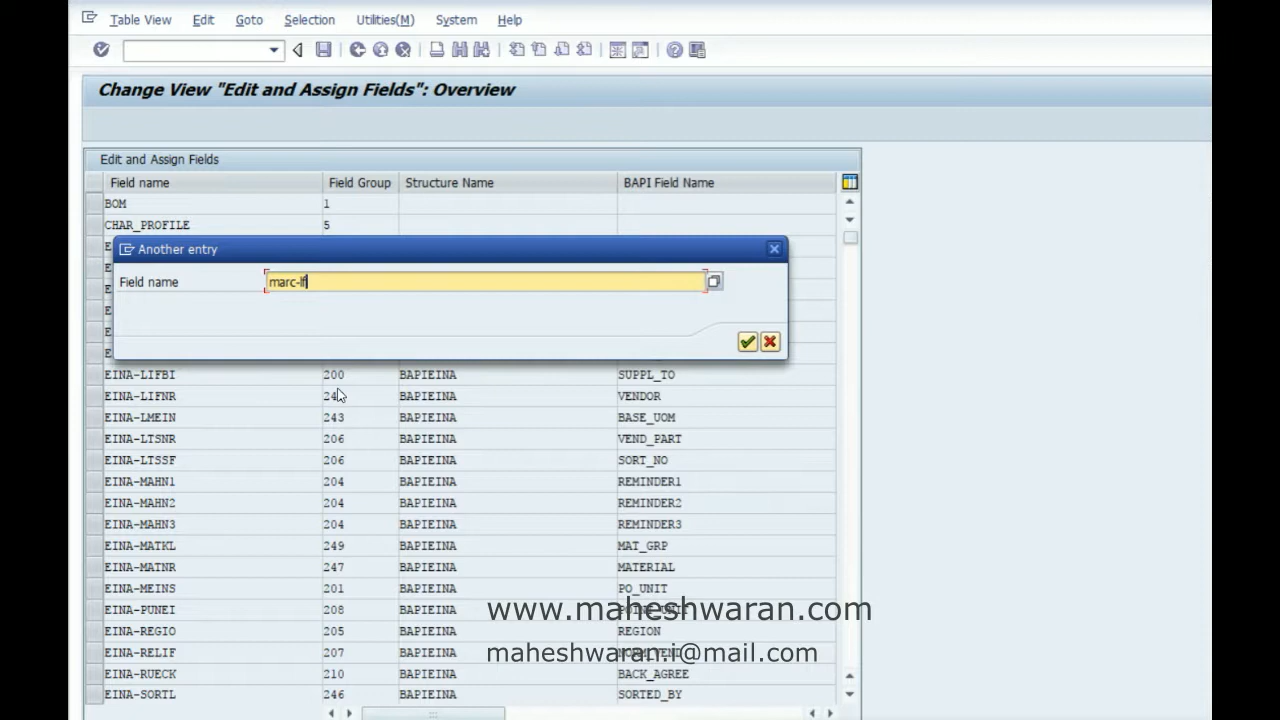 Table View Edit Goto Selection Utilities(M) System Help
Change View "Edit and Assign Fields": Overview
Edit and Assign Fields
Field name Field Group Structure Name BAPI Field Name
BOM 1
CHAR_PROFILE 5
Another entry
Field name marc-lf
EINA-LIFBI 200 BAPIEINA SUPPL_TO
EINA-LIFNR BAPIEINA VENDOR
EINA-LMEIN 243 BAPIEINA BASE_UOM
EINA-LTSNR 206 BAPIEINA VEND_PART
EINA-LTSSF 206 BAPIEINA SORT_NO
EINA-MAHN1 204 BAPIEINA REMINDER1
EINA-MAHN2 204 BAPIEINA REMINDER2
EINA-MAHN3 204 BAPIEINA REMINDER3
EINA-MATKL 249 BAPIEINA MAT_GRP
EINA-MATNR 247 BAPIEINA MATERIAL
EINA-MEINS 201 BAPIEINA PO_UNIT
EINA-PUNEI 208 BAPIEINA
www.maheshwaran.com
EINA-REGIO 205 BAPIEINA REGION
EINA-RELIF 207 BAPIEINA
maheshwaran.i@mail.com
EINA-RUECK 210 BAPIEINA BACK_AGREE
EINA-SORTL 246 BAPIEINA SORTED_BY